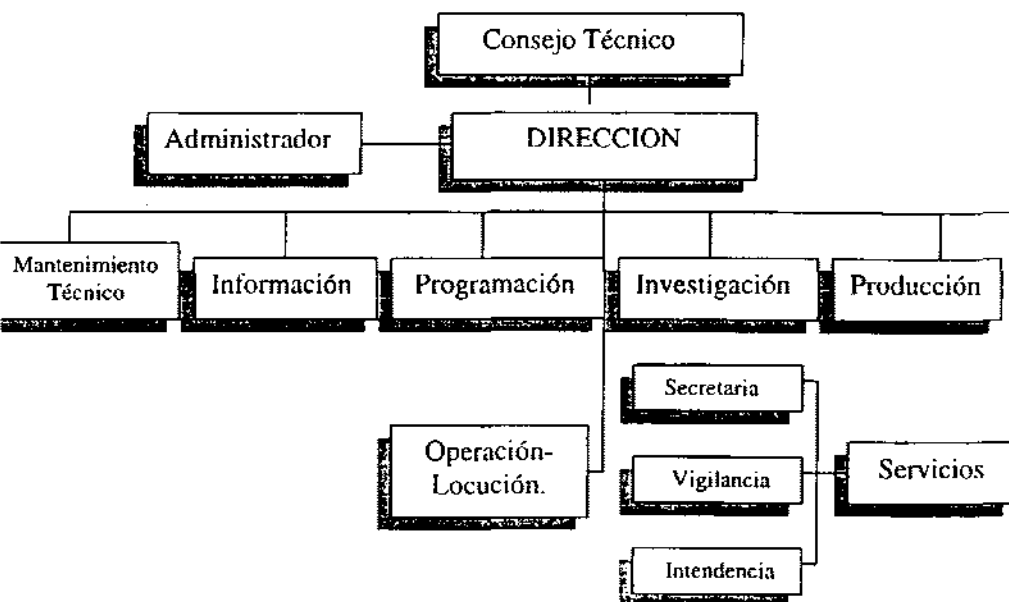 Consejo Técnico
Administrador
DIRECCION
Mantenimiento
Técnico
Información
Programación
Investigación
Producción
Secretaria
Operación-
Locución.
Vigilancia
Servicios
Intendencia